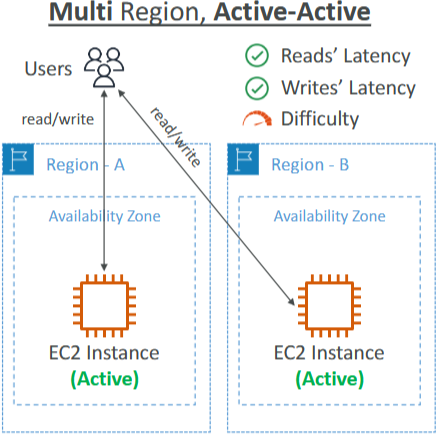 Multi Region, Active-Active
Users
Reads' Latency
Writes' Latency
Difficulty
read/write
read/write
Region - A
Region - B
Availability Zone
Availability Zone
EC2 Instance
(Active)
EC2 Instance
(Active)